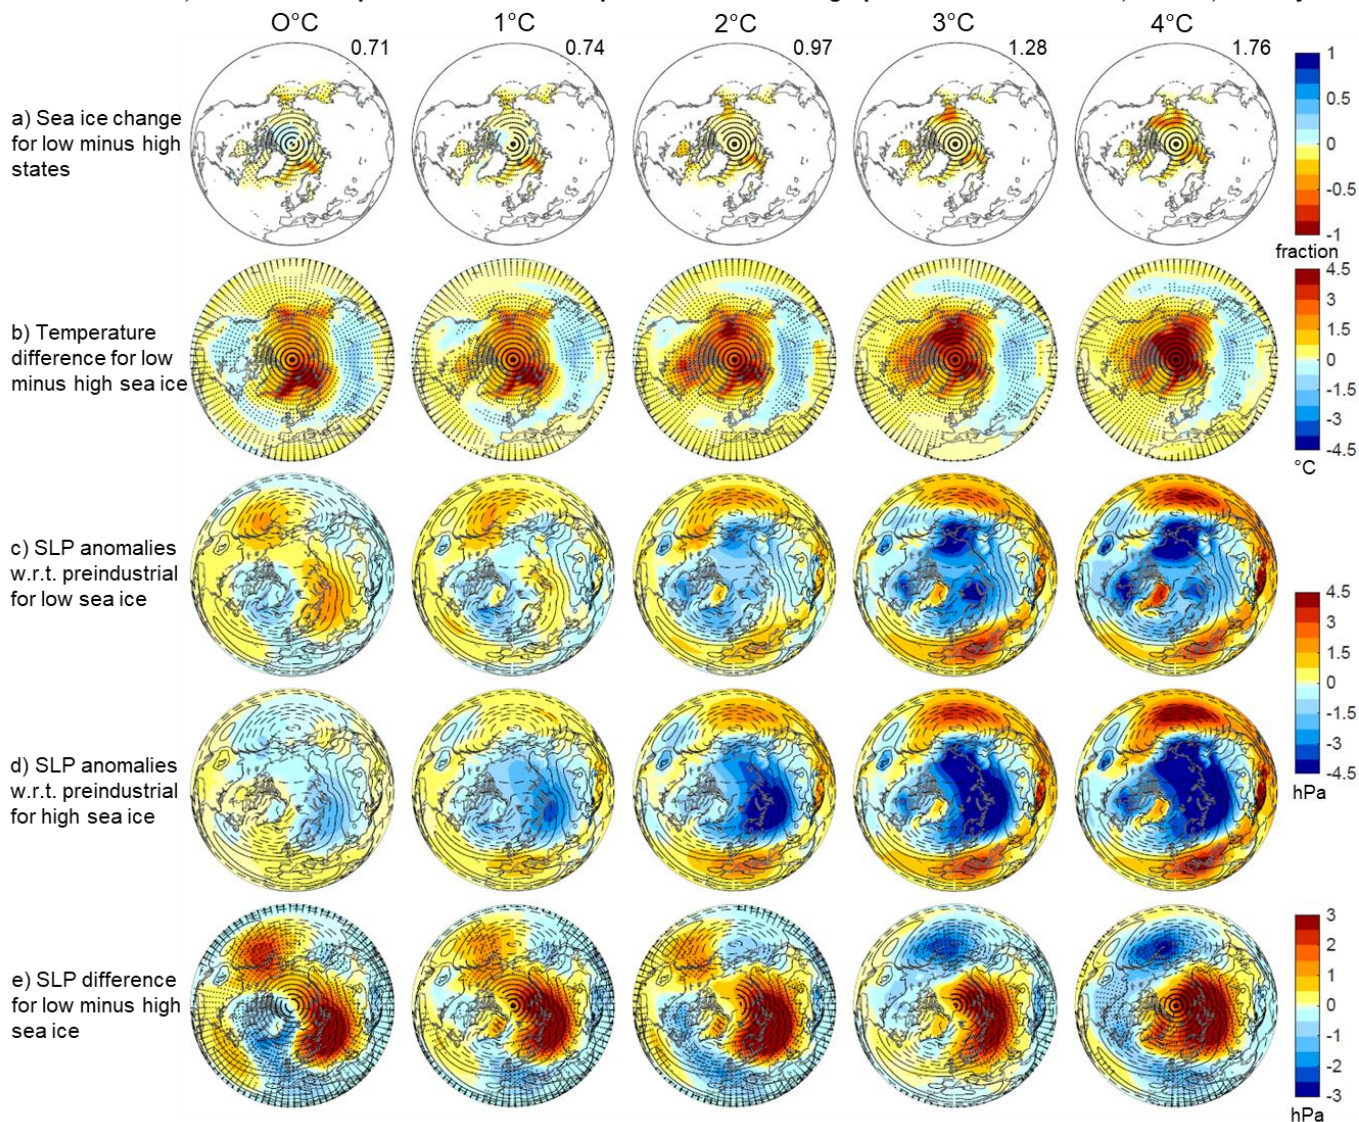 O°C 1°C 2°C 3°C 4°C
0.71 0.74 0.97 1.28 1.76
a) Sea ice change
for low minus high
states
1
0.5
0
-0.5
-1
fraction
b) Temperature
difference for low
minus high sea ice
4.5
3
1.5
0
-1.5
-3
-4.5
°C
c) SLP anomalies
w.r.t. preindustrial
for low sea ice
d) SLP anomalies
w.r.t. preindustrial
for high sea ice
4.5
3
1.5
0
-1.5
-3
-4.5
hPa
e) SLP difference
for low minus high
sea ice
3
2
1
0
-1
-2
-3
hPa